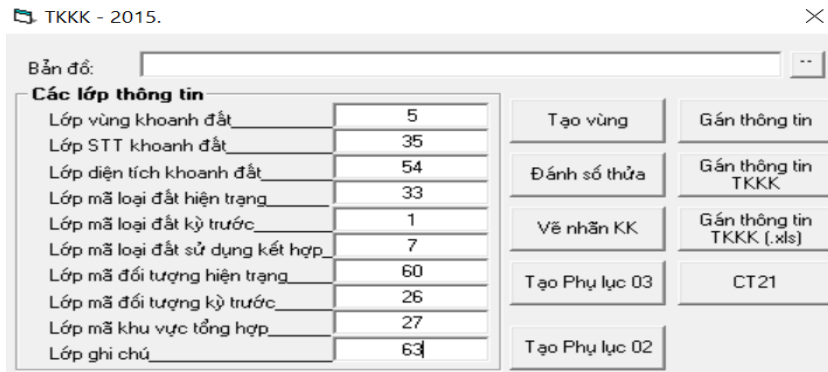 TKKK - 2015.
Bản đồ:
--
Các lớp thông tin
Lớp vùng khoanh đất 5
Lớp STT khoanh đất 35
Lớp diện tích khoanh đất 54
Lớp mã loại đất hiện trạng 33
Lớp mã loại đất kỳ trước 1
Lớp mã loại đất sử dụng kết hợp 7
Lớp mã đối tượng hiện trạng 60
Lớp mã đối tượng kỳ trước 26
Lớp mã khu vực tổng hợp 27
Lớp ghi chú 63
Tạo vùng
Gán thông tin
Đánh số thửa
Gán thông tin
TKKK
Vẽ nhãn KK
Gán thông tin
TKKK (.xls)
Tạo Phụ lục 03
CT21
Tạo Phụ lục 02